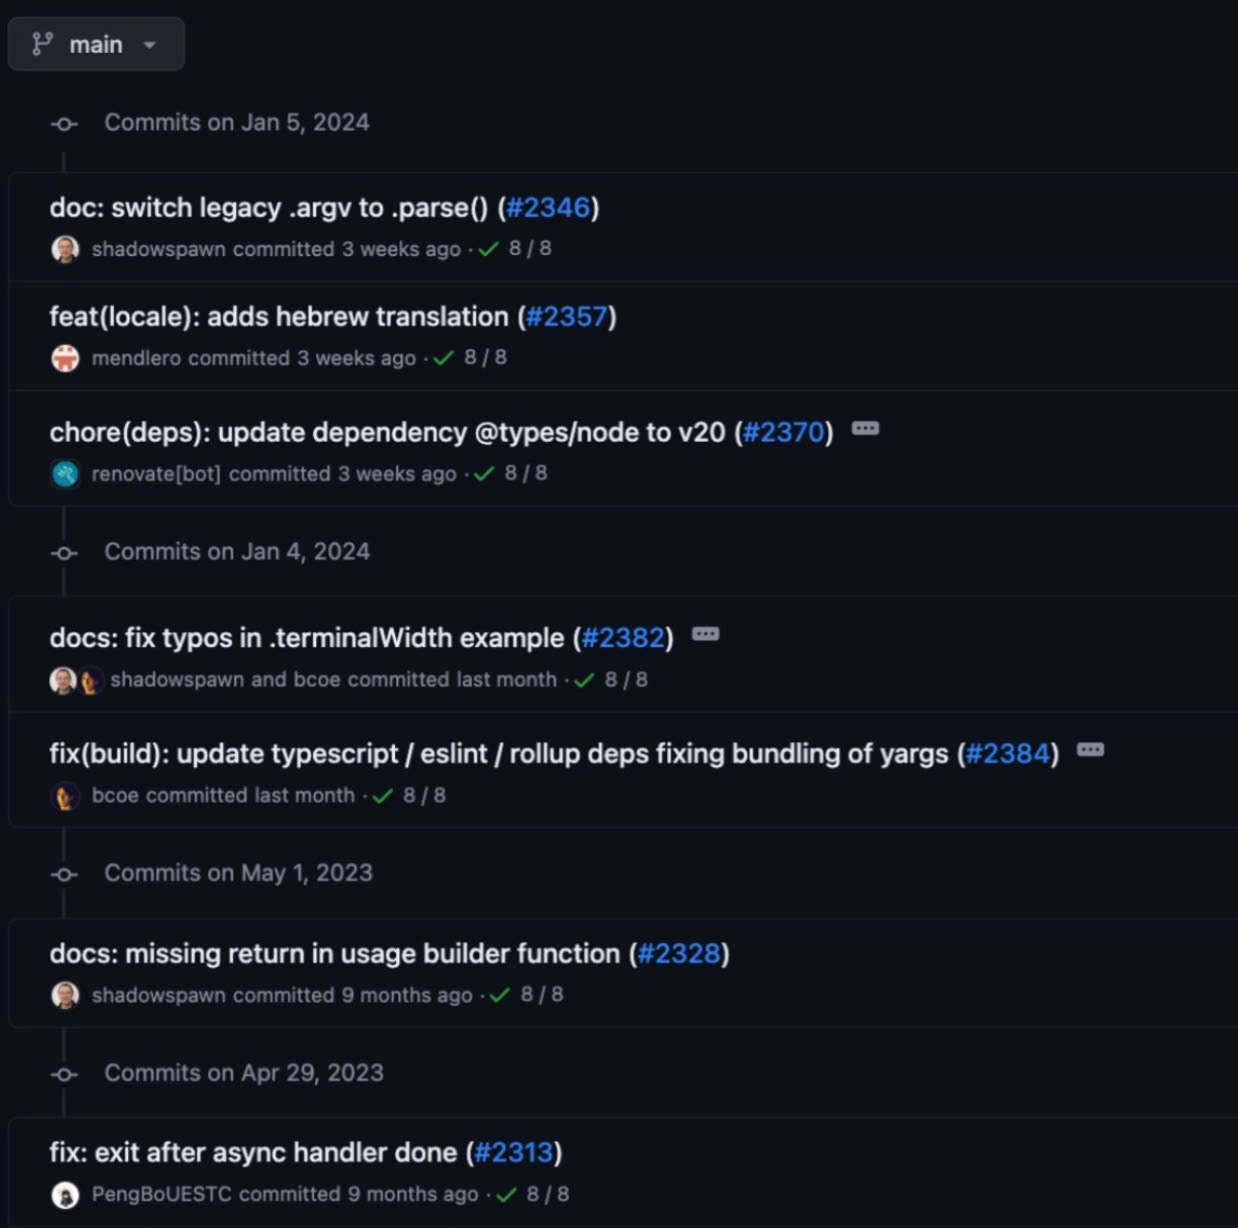 main
Commits on Jan 5, 2024
doc: switch legacy .argv to .parse() (#2346)
shadowspawn committed 3 weeks ago · 8 / 8
feat(locale): adds hebrew translation (#2357)
mendlero committed 3 weeks ago · 8 / 8
chore(deps): update dependency @types/node to v20 (#2370)
renovate[bot] committed 3 weeks ago · 8 / 8
Commits on Jan 4, 2024
docs: fix typos in .terminalWidth example (#2382)
shadowspawn and bcoe committed last month · 8 / 8
fix(build): update typescript / eslint / rollup deps fixing bundling of yargs (#2384)
bcoe committed last month · 8 / 8
Commits on May 1, 2023
docs: missing return in usage builder function (#2328)
shadowspawn committed 9 months ago · 8 / 8
Commits on Apr 29, 2023
fix: exit after async handler done (#2313)
PengBoUESTC committed 9 months ago · 8 / 8